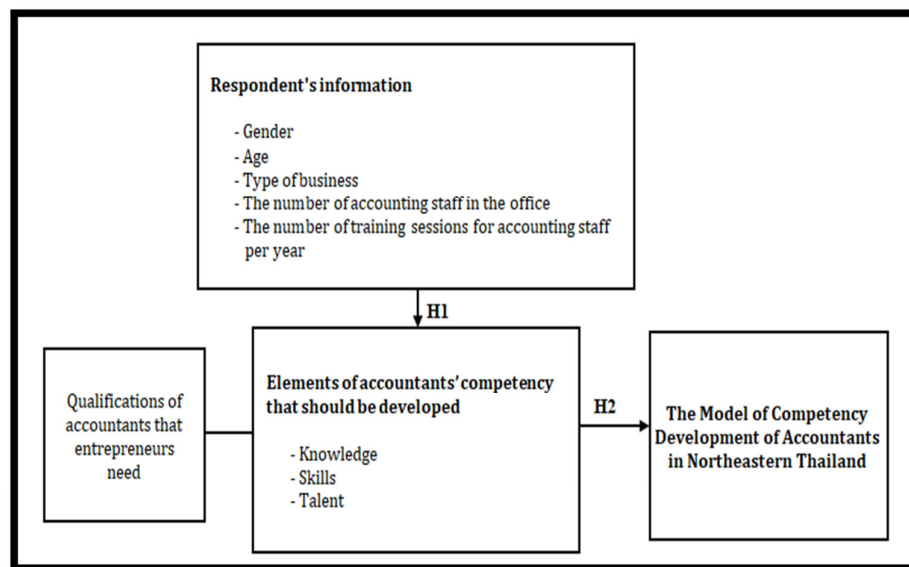 Respondent's information
- Gender
- Age
- Type of business
- The number of accounting staff in the office
- The number of training sessions for accounting staff
per year
H1
Qualifications of
accountants that
entrepreneurs
need
Elements of accountants' competency
that should be developed
- Knowledge
- Skills
- Talent
H2
The Model of Competency
Development of Accountants
in Northeastern Thailand